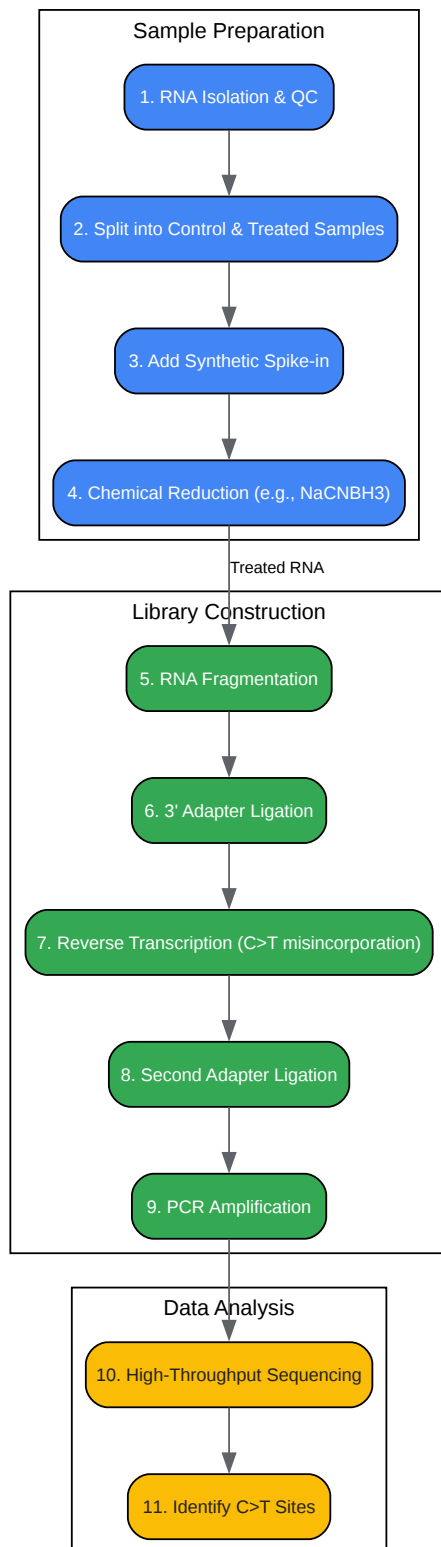 Sample Preparation
1. RNA Isolation & QC
2. Split into Control & Treated Samples
3. Add Synthetic Spike-in
4. Chemical Reduction (e.g., NaCNBH3)
Treated RNA
Library Construction
5. RNA Fragmentation
6. 3' Adapter Ligation
7. Reverse Transcription (C>T misincorporation)
8. Second Adapter Ligation
9. PCR Amplification
Data Analysis
10. High-Throughput Sequencing
11. Identify C>T Sites